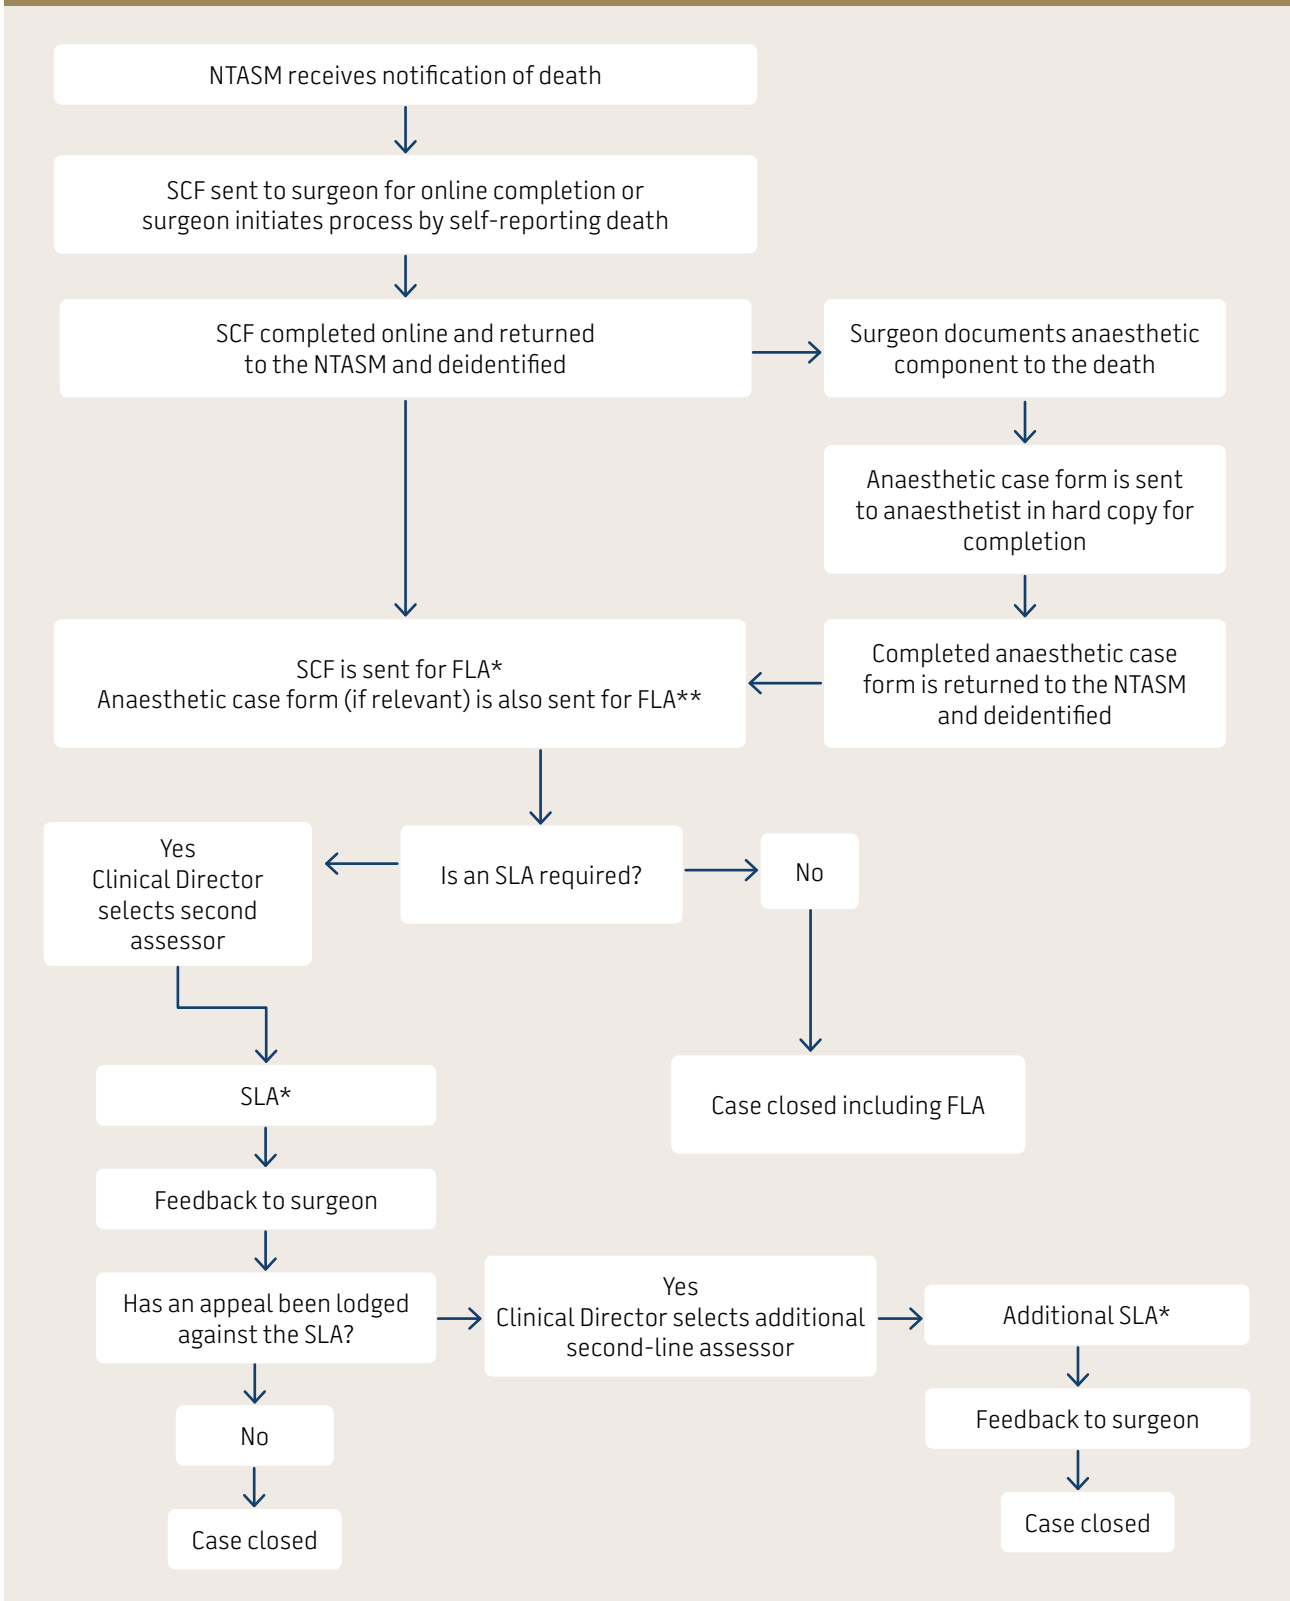 NTASM receives notification of death
SCF sent to surgeon for online completion or
surgeon initiates process by self-reporting death
SCF completed online and returned
to the NTASM and deidentified
Surgeon documents anaesthetic
component to the death
Anaesthetic case form is sent
to anaesthetist in hard copy for
completion
Completed anaesthetic case
form is returned to the NTASM
and deidentified
SCF is sent for FLA*
Anaesthetic case form (if relevant) is also sent for FLA**
Is an SLA required?
Yes
Clinical Director
selects second
assessor
No
Case closed including FLA
SLA*
Feedback to surgeon
Has an appeal been lodged
against the SLA?
Yes
Clinical Director selects additional
second-line assessor
Additional SLA*
Feedback to surgeon
Case closed
No
Case closed